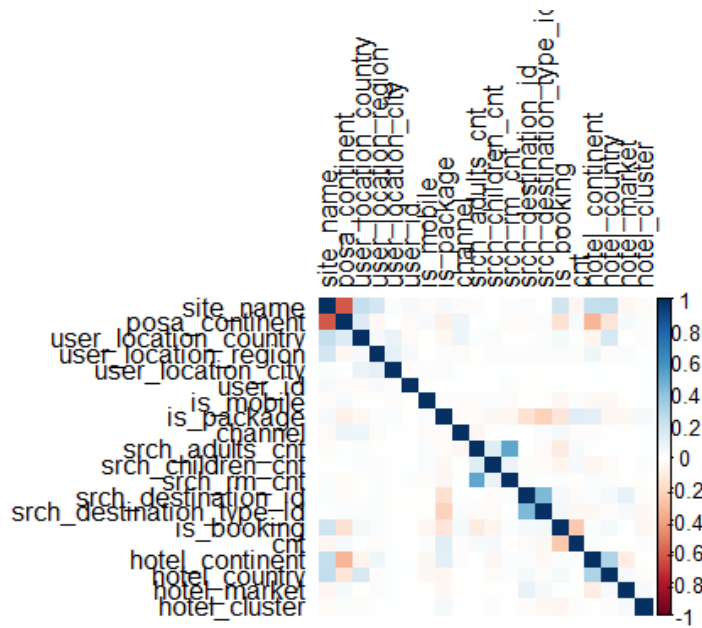 site_name
posa_continent
user_location_country
user_location_region
user_location_city
user_id
is_mobile
is_package
channel
srch_adults_cnt
srch_children_cnt
srch_rm_cnt
srch_destination_id
srch_destination_type_id
is_booking
cnt
hotel_continent
hotel_country
hotel_market
hotel_cluster
site_name
posa_continent
user_location_country
user_location_region
user_location_city
user_id
is_mobile
is_package
channel
srch_adults_cnt
srch_children_cnt
srch_rm_cnt
srch_destination_id
srch_destination_type_id
is_booking
cnt
hotel_continent
hotel_country
hotel_market
hotel_cluster
1
0.8
0.6
0.4
0.2
0
-0.2
-0.4
-0.6
-0.8
-1